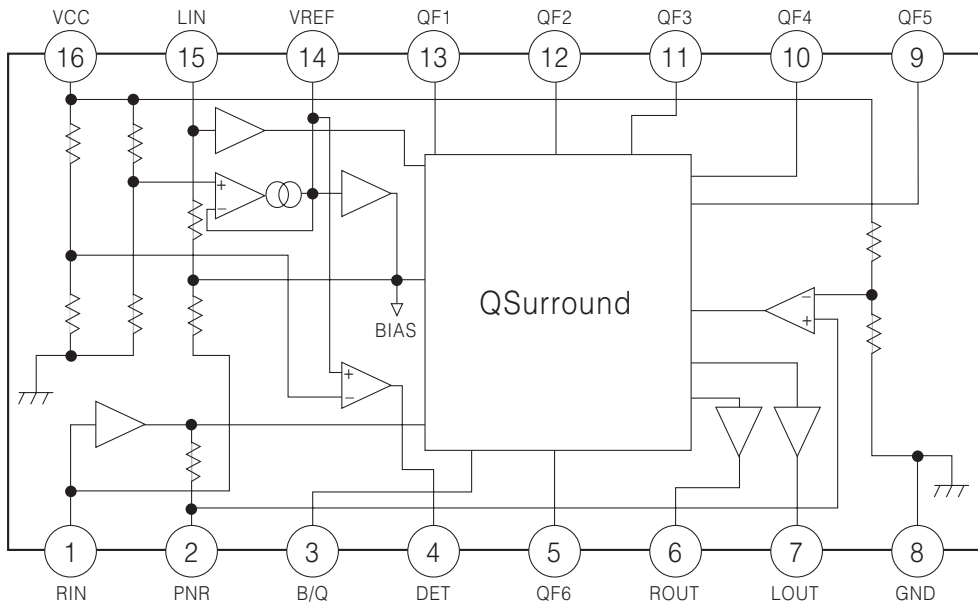 VCC LIN VREF QF1 QF2 QF3 QF4 QF5
16 15 14 13 12 11 10 9
+
−
QSurround
−
+
BIAS
+
−
1 2 3 4 5 6 7 8
RIN PNR B/Q DET QF6 ROUT LOUT GND